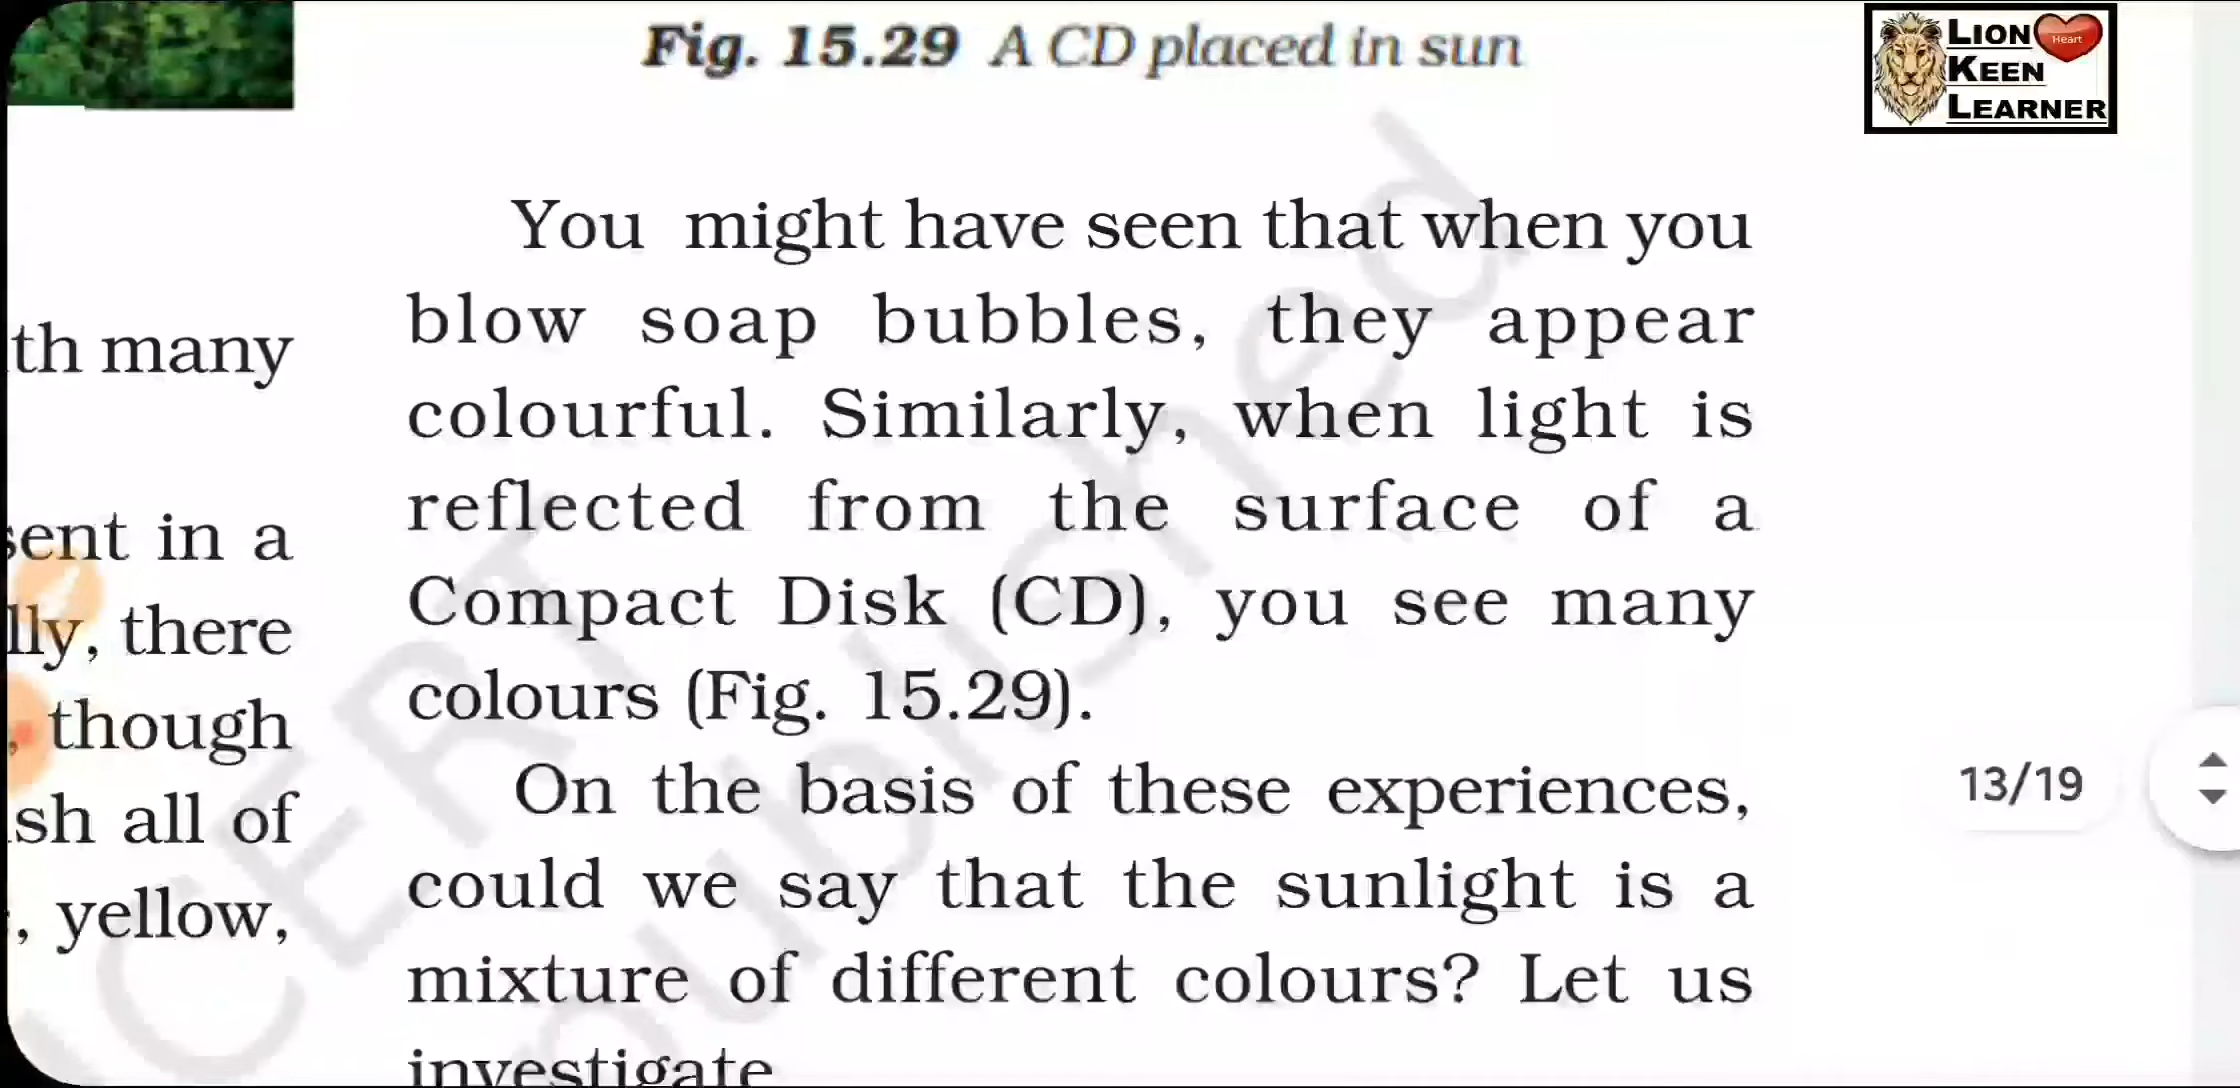 Fig. 15.29 A CD placed in sun
LION Heart
KEEN
LEARNER
th many
sent in a
lly, there
, though
sh all of
, yellow,
You might have seen that when you
blow soap bubbles, they appear
colourful. Similarly, when light is
reflected from the surface of a
Compact Disk (CD), you see many
colours (Fig. 15.29).
On the basis of these experiences,
could we say that the sunlight is a
mixture of different colours? Let us
investigate
13/19